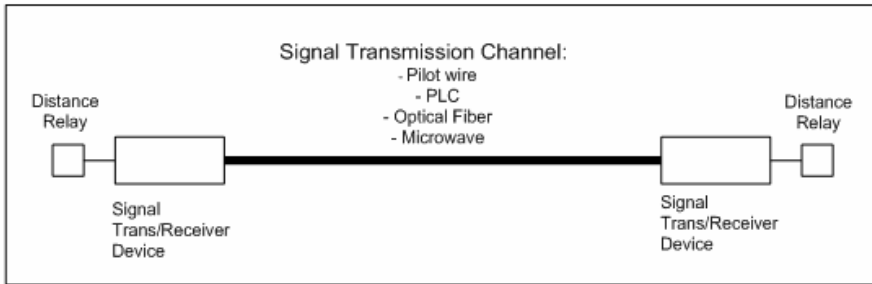 Signal Transmission Channel:
- Pilot wire
- PLC
- Optical Fiber
- Microwave
Distance
Relay
Distance
Relay
Signal
Trans/Receiver
Device
Signal
Trans/Receiver
Device